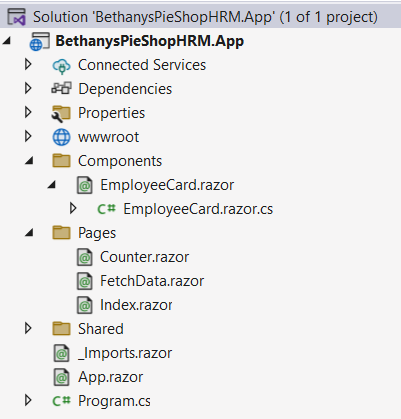 Solution 'BethanysPieShopHRM.App' (1 of 1 project)
BethanysPieShopHRM.App
Connected Services
Dependencies
Properties
wwwroot
Components
EmployeeCard.razor
C# EmployeeCard.razor.cs
Pages
Counter.razor
FetchData.razor
Index.razor
Shared
_Imports.razor
App.razor
C# Program.cs